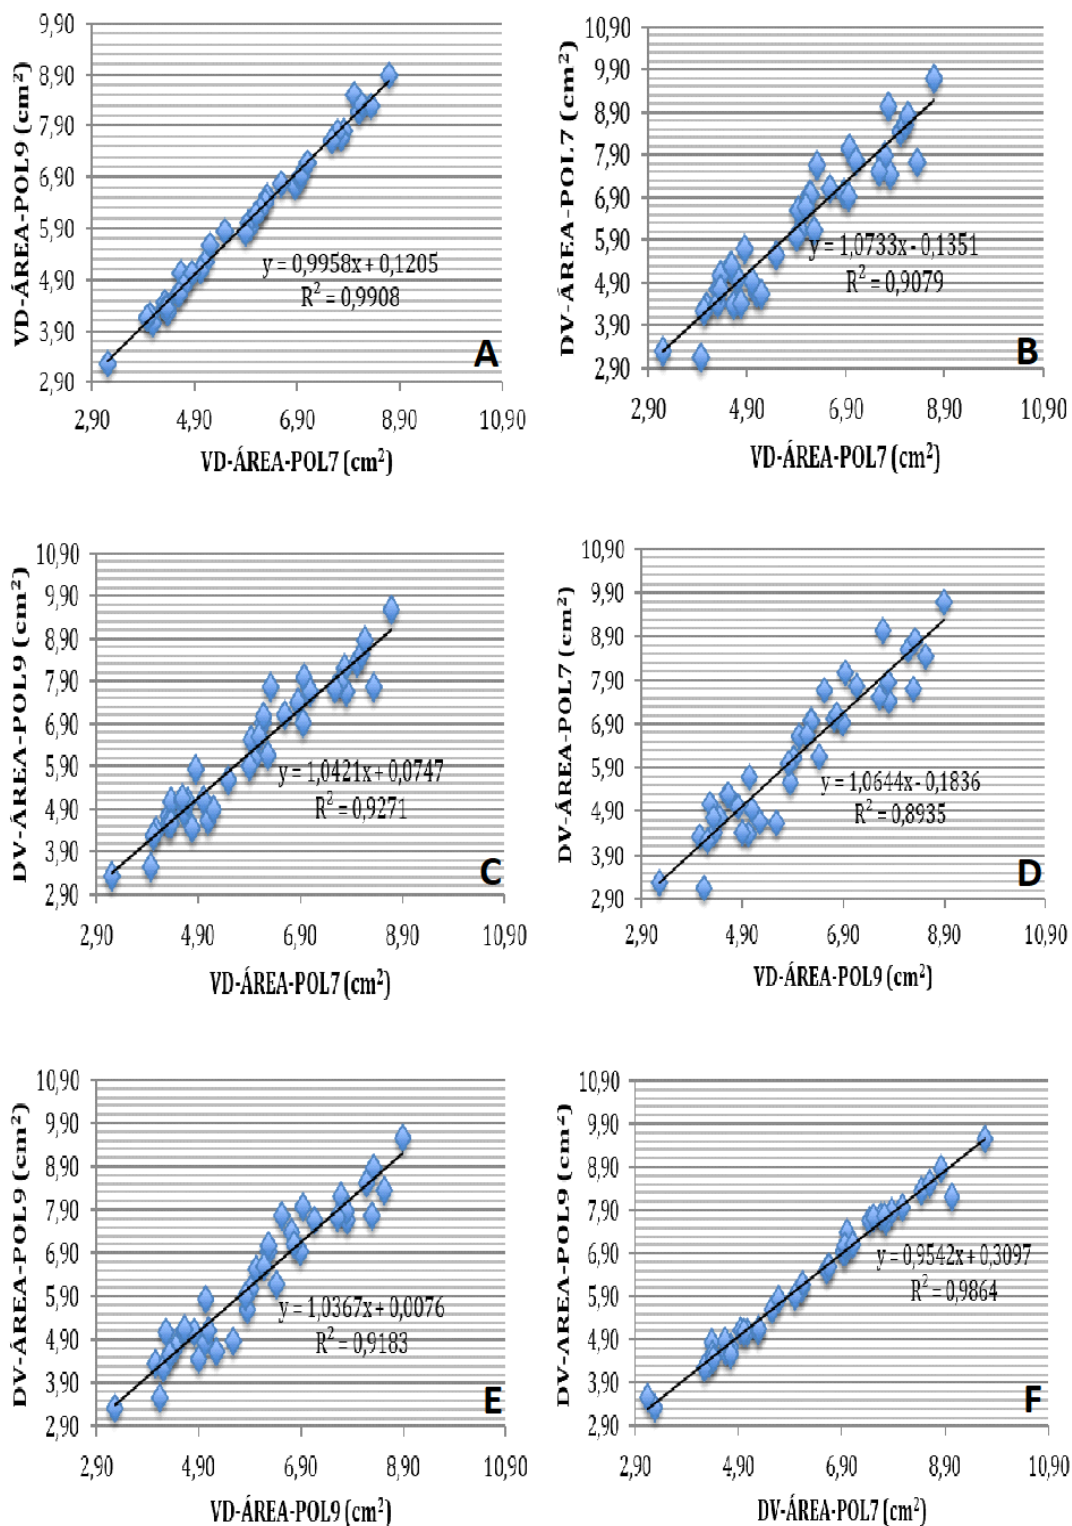 9,90
8,90
7,90
6,90
5,90
4,90
3,90
2,90
VD-ÁREA-POL9 (cm²)
y = 0,9958x + 0,1205
R² = 0,9908
A
2,90 4,90 6,90 8,90 10,90
VD-ÁREA-POL7 (cm²)
10,90
9,90
8,90
7,90
6,90
5,90
4,90
3,90
2,90
DV-ÁREA-POL7 (cm²)
y = 1,0733x - 0,1351
R² = 0,9079
B
2,90 4,90 6,90 8,90 10,90
VD-ÁREA-POL7 (cm²)
10,90
9,90
8,90
7,90
6,90
5,90
4,90
3,90
2,90
DV-ÁREA-POL9 (cm²)
y = 1,0421x + 0,0747
R² = 0,9271
C
2,90 4,90 6,90 8,90 10,90
VD-ÁREA-POL7 (cm²)
10,90
9,90
8,90
7,90
6,90
5,90
4,90
3,90
2,90
DV-ÁREA-POL7 (cm²)
y = 1,0644x - 0,1836
R² = 0,8935
D
2,90 4,90 6,90 8,90 10,90
VD-ÁREA-POL9 (cm²)
10,90
9,90
8,90
7,90
6,90
5,90
4,90
3,90
2,90
DV-ÁREA-POL9 (cm²)
y = 1,0367x + 0,0076
R² = 0,9183
E
2,90 4,90 6,90 8,90 10,90
VD-ÁREA-POL9 (cm²)
10,90
9,90
8,90
7,90
6,90
5,90
4,90
3,90
2,90
DV-AREA-POL9 (cm²)
y = 0,9542x + 0,3097
R² = 0,9864
F
2,90 4,90 6,90 8,90 10,90
DV-ÁREA-POL7 (cm²)